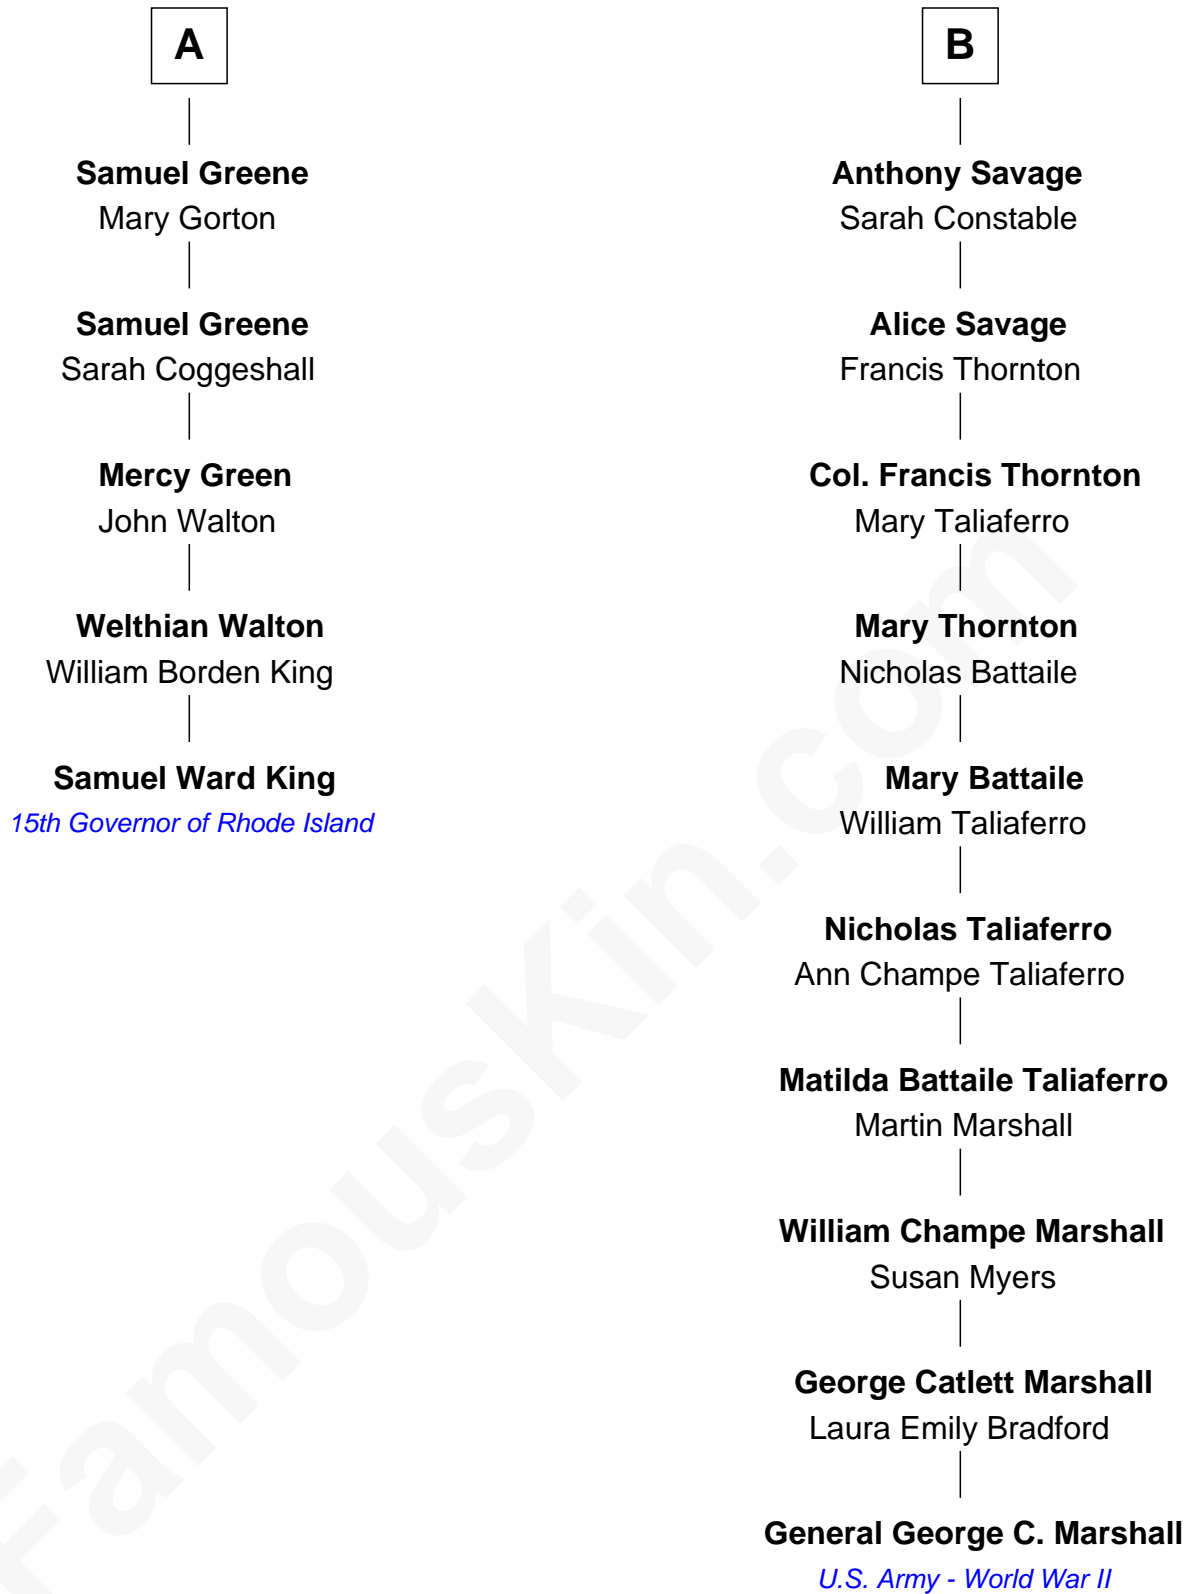 A
Samuel Greene
Mary Gorton
Samuel Greene
Sarah Coggeshall
Mercy Green
John Walton
Welthian Walton
William Borden King
Samuel Ward King
15th Governor of Rhode Island
B
Anthony Savage
Sarah Constable
Alice Savage
Francis Thornton
Col. Francis Thornton
Mary Taliaferro
Mary Thornton
Nicholas Battaile
Mary Battaile
William Taliaferro
Nicholas Taliaferro
Ann Champe Taliaferro
Matilda Battaile Taliaferro
Martin Marshall
William Champe Marshall
Susan Myers
George Catlett Marshall
Laura Emily Bradford
General George C. Marshall
U.S. Army - World War II
FamousKin.com